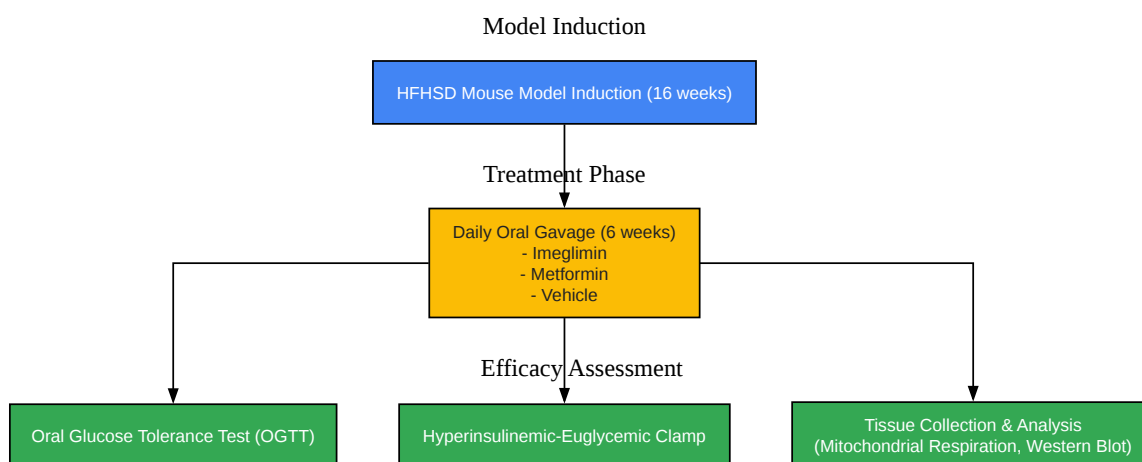 Model Induction
HFHSD Mouse Model Induction (16 weeks)
Treatment Phase
Daily Oral Gavage (6 weeks)
- Imeglimin
- Metformin
- Vehicle
Efficacy Assessment
Oral Glucose Tolerance Test (OGTT)
Hyperinsulinemic-Euglycemic Clamp
Tissue Collection & Analysis
(Mitochondrial Respiration, Western Blot)